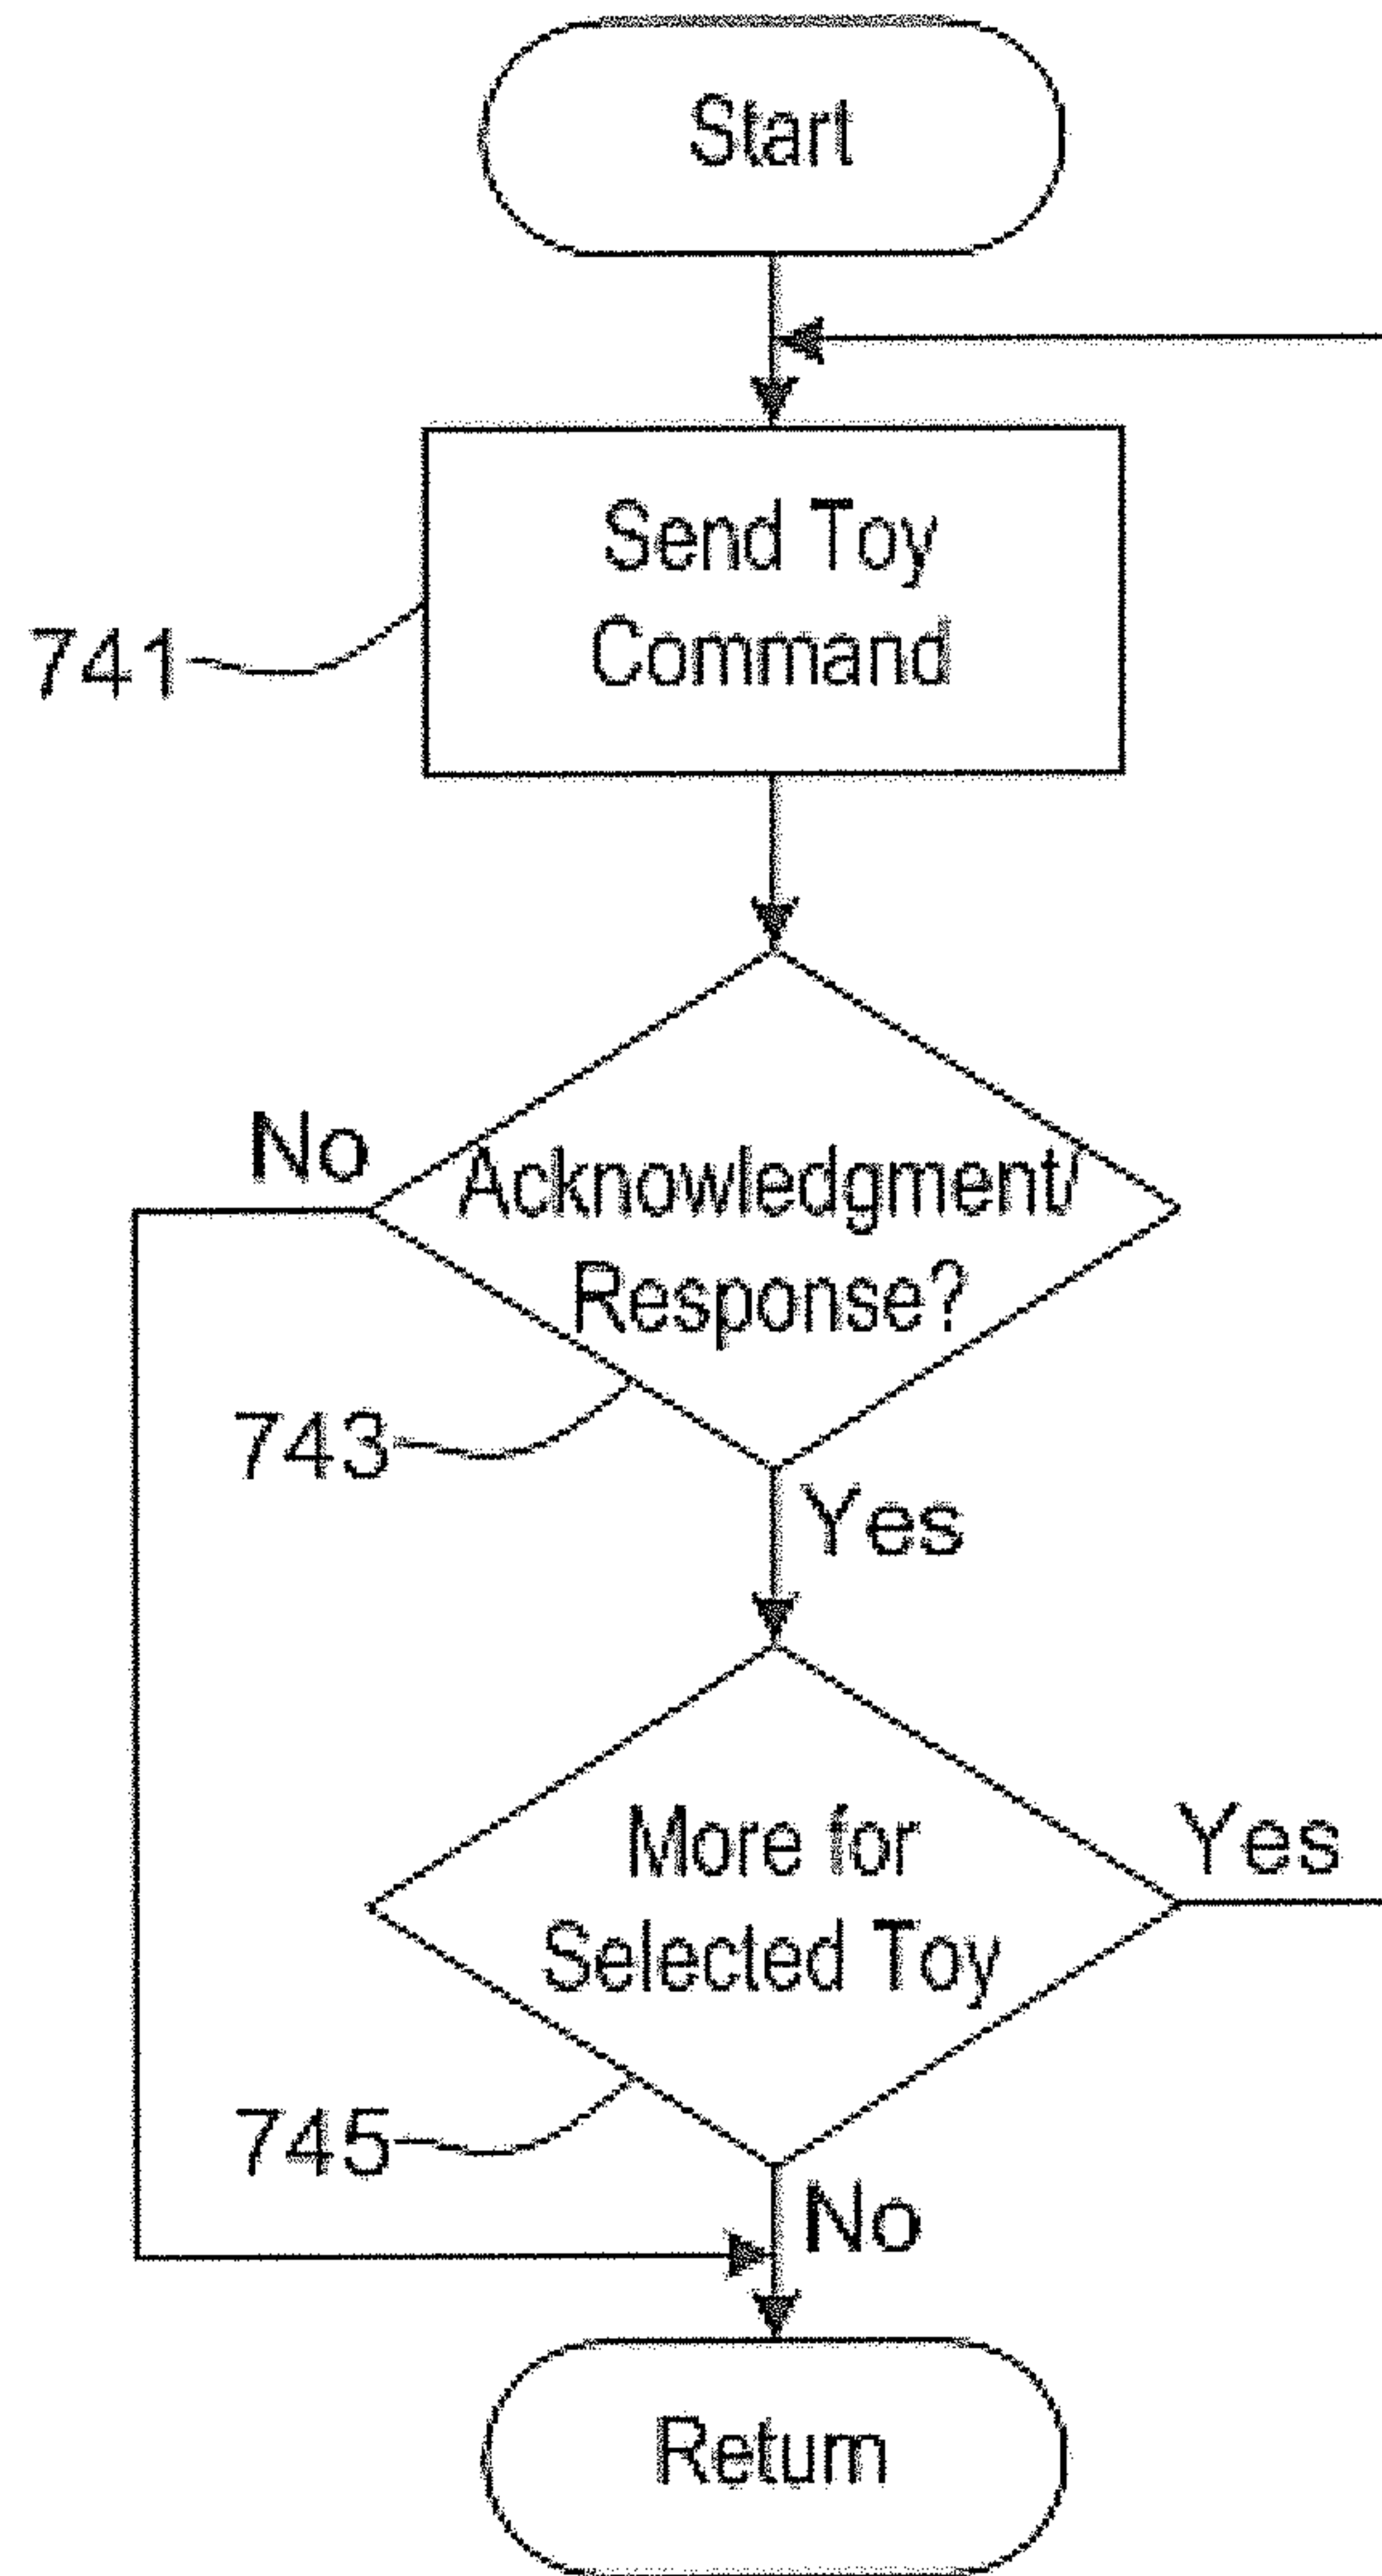 Start
Send Toy
Command
741
No
Acknowledgment/
Response?
743
Yes
More for
Selected Toy
Yes
745
No
Return